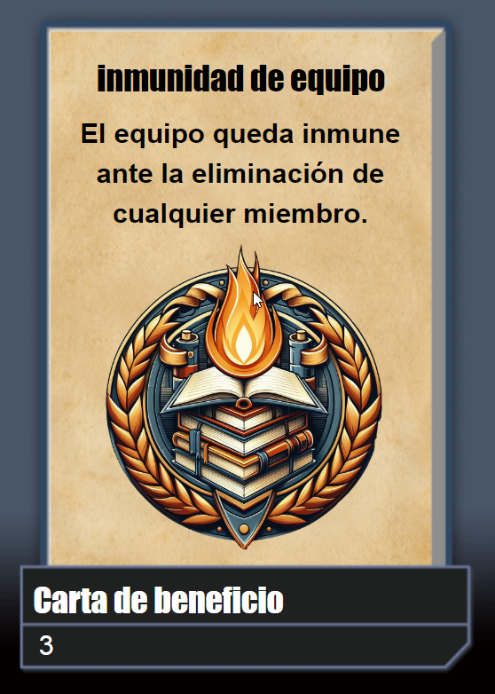 inmunidad de equipo
El equipo queda inmune
ante la eliminación de
cualquier miembro.
Carta de beneficio
3